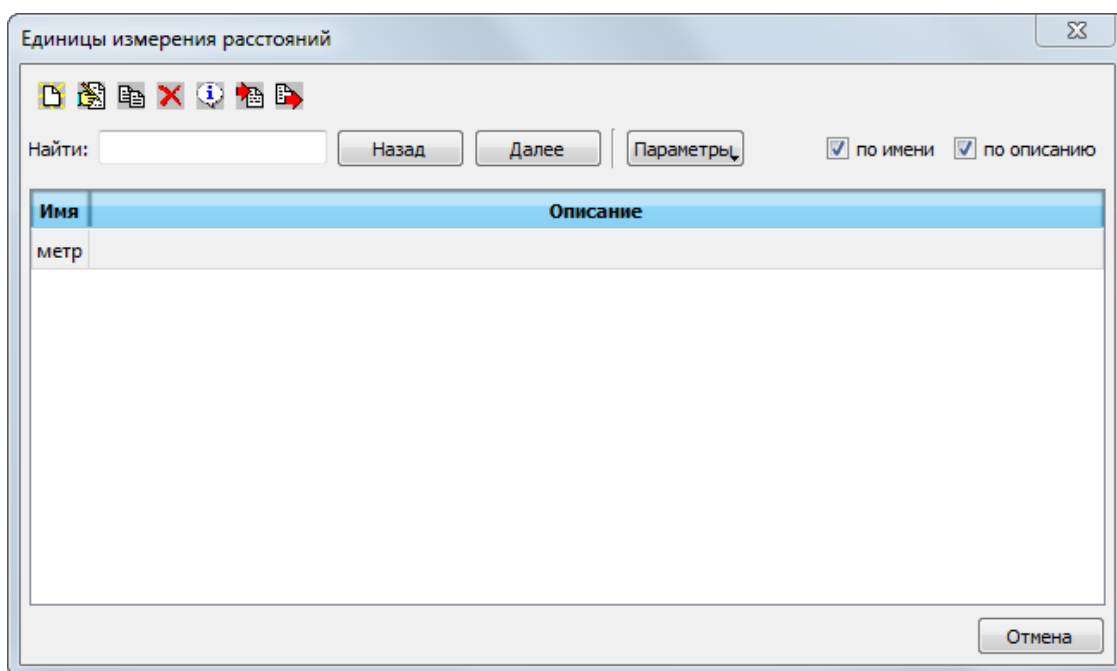 Единицы измерения расстояний
Найти: Назад Далее Параметры по имени по описанию
Имя Описание
метр
Отмена